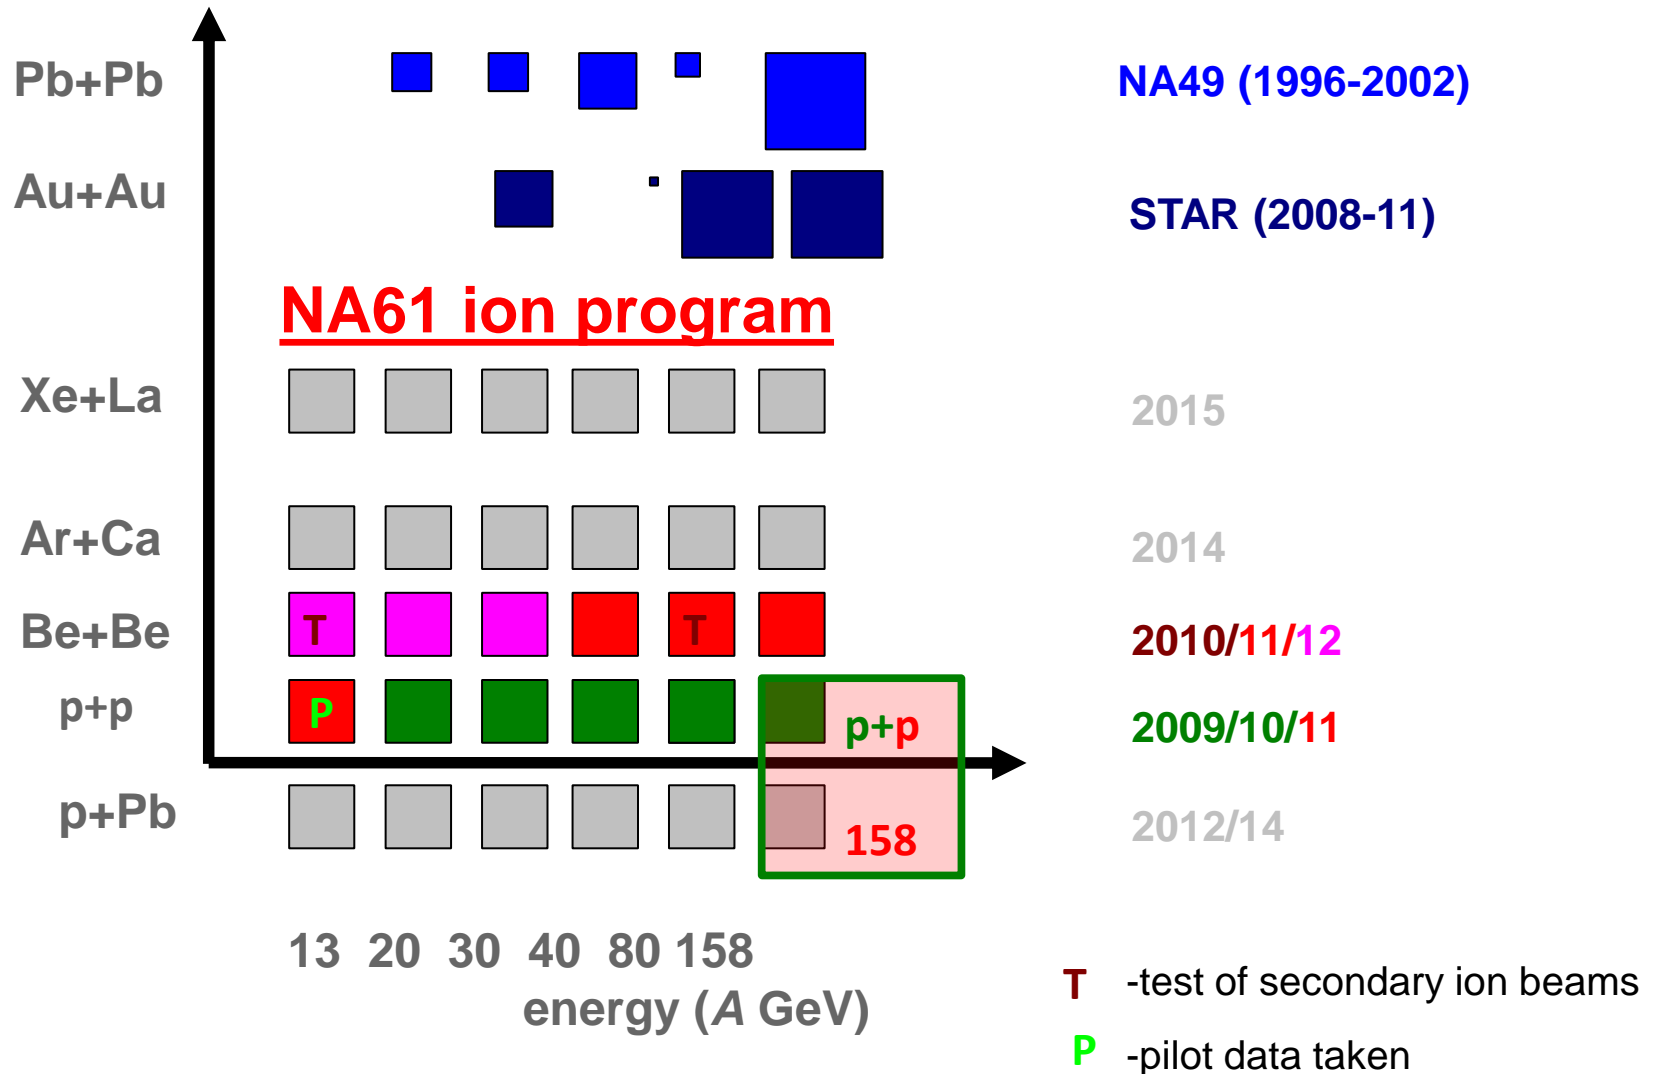 Pb+Pb NA49 (1996-2002)
Au+Au STAR (2008-11)
NA61 ion program
Xe+La 2015
Ar+Ca 2014
Be+Be T T 2010/11/12
p+p P p+p 2009/10/11
p+Pb 158 2012/14
13 20 30 40 80 158
energy (A GeV)
T -test of secondary ion beams
P -pilot data taken